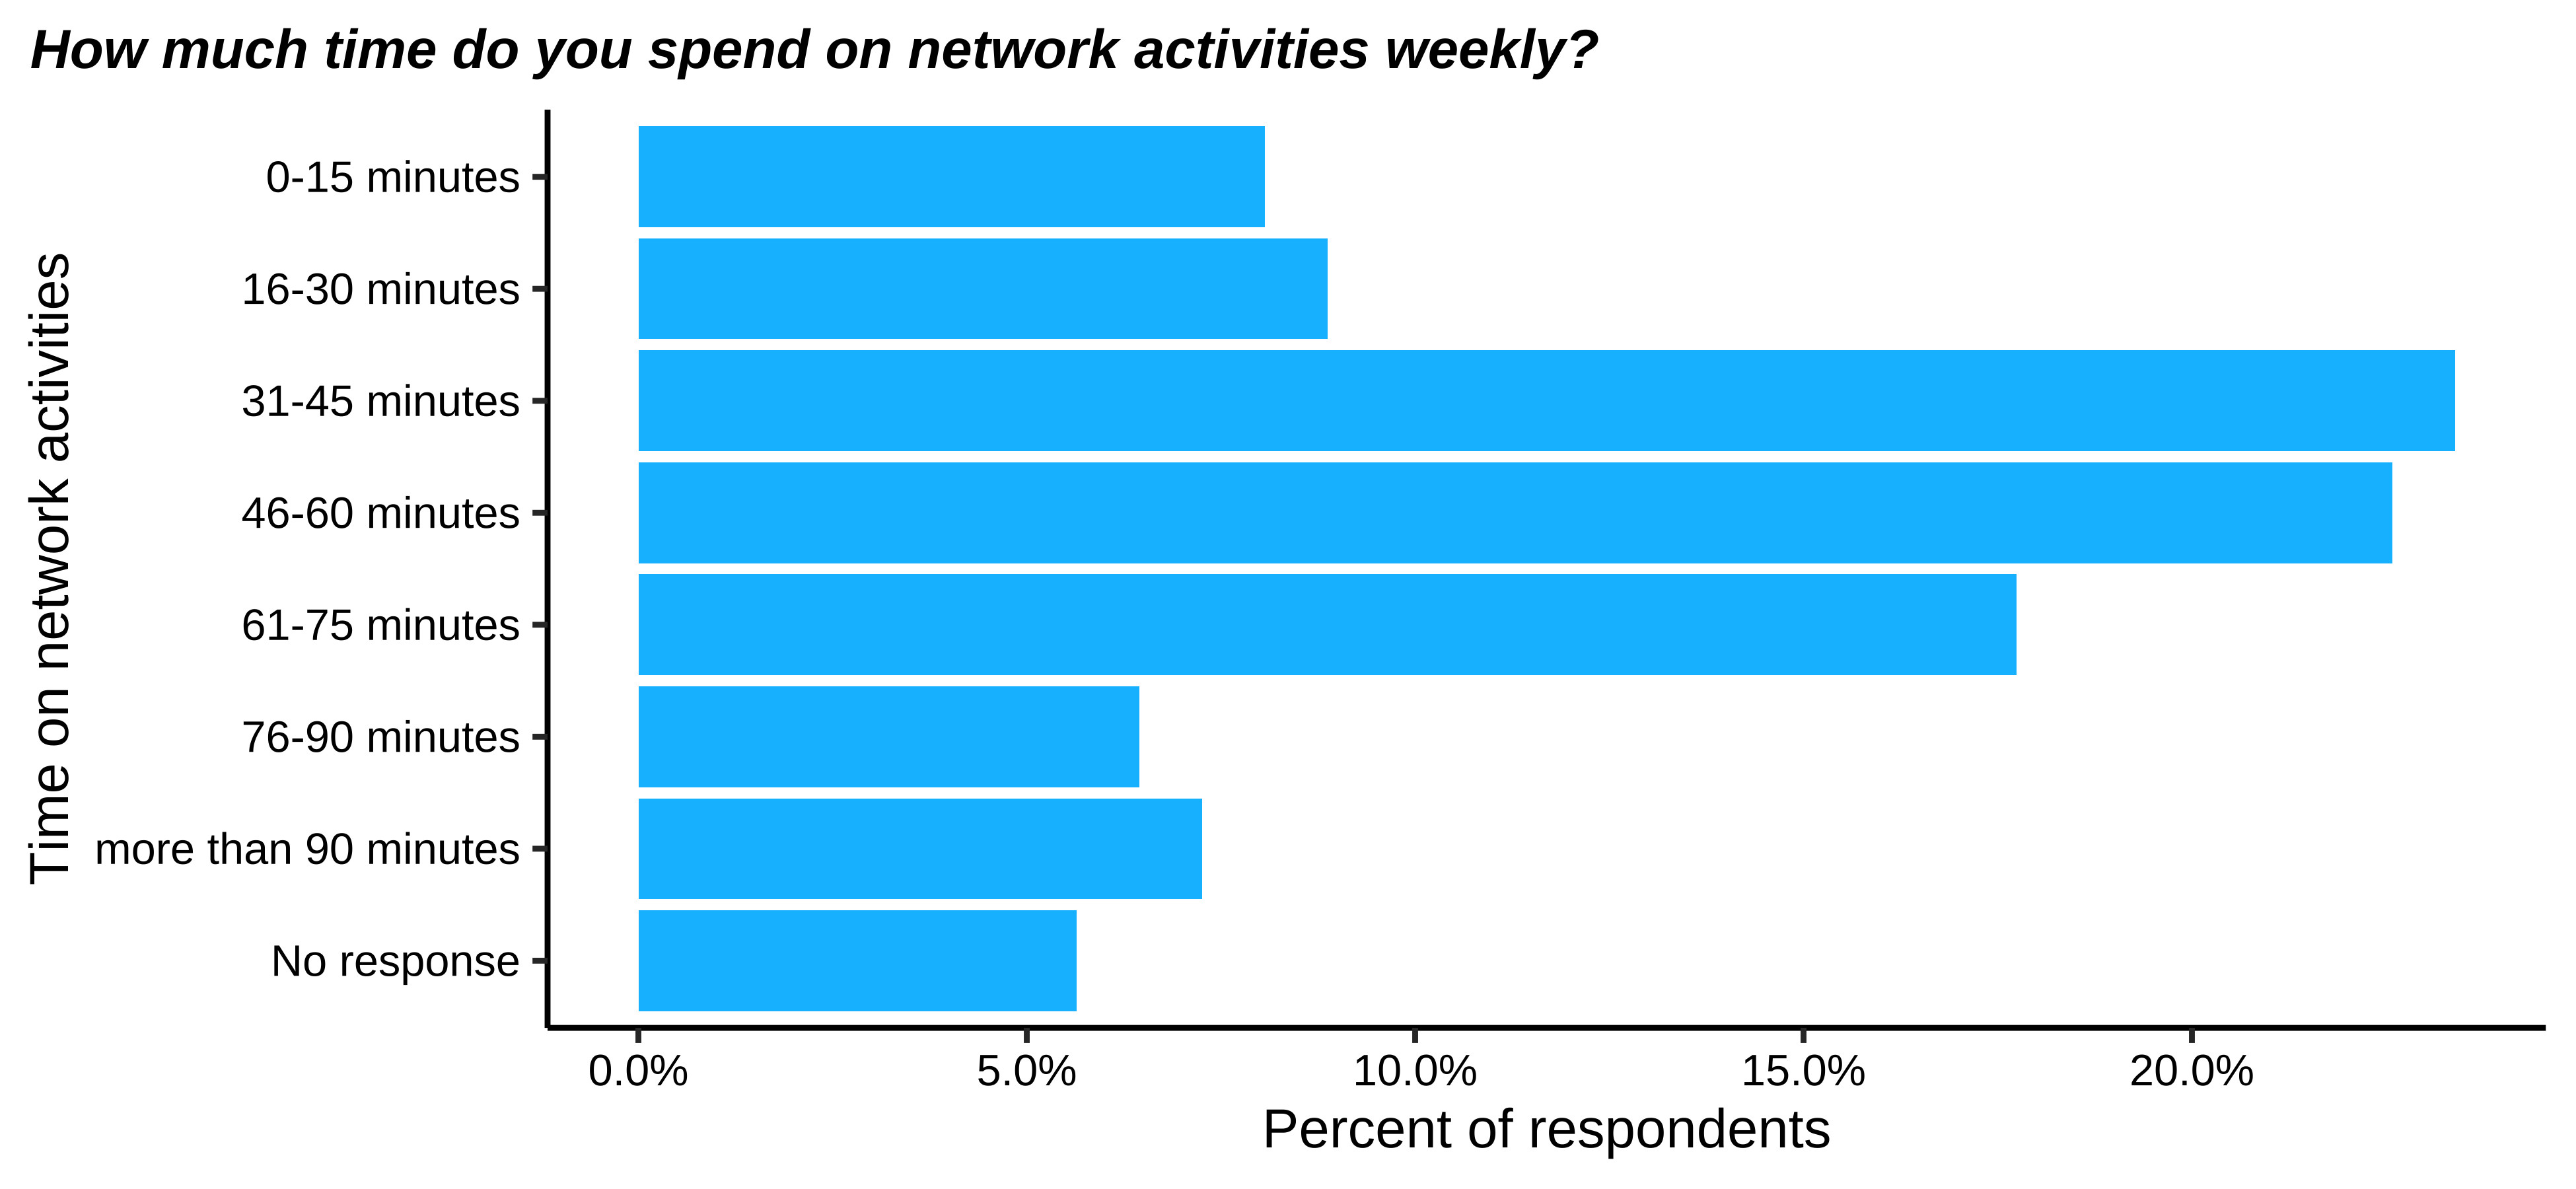 How much time do you spend on network activities weekly?
Time on network activities
0-15 minutes
16-30 minutes
31-45 minutes
46-60 minutes
61-75 minutes
76-90 minutes
more than 90 minutes
No response
0.0% 5.0% 10.0% 15.0% 20.0%
Percent of respondents